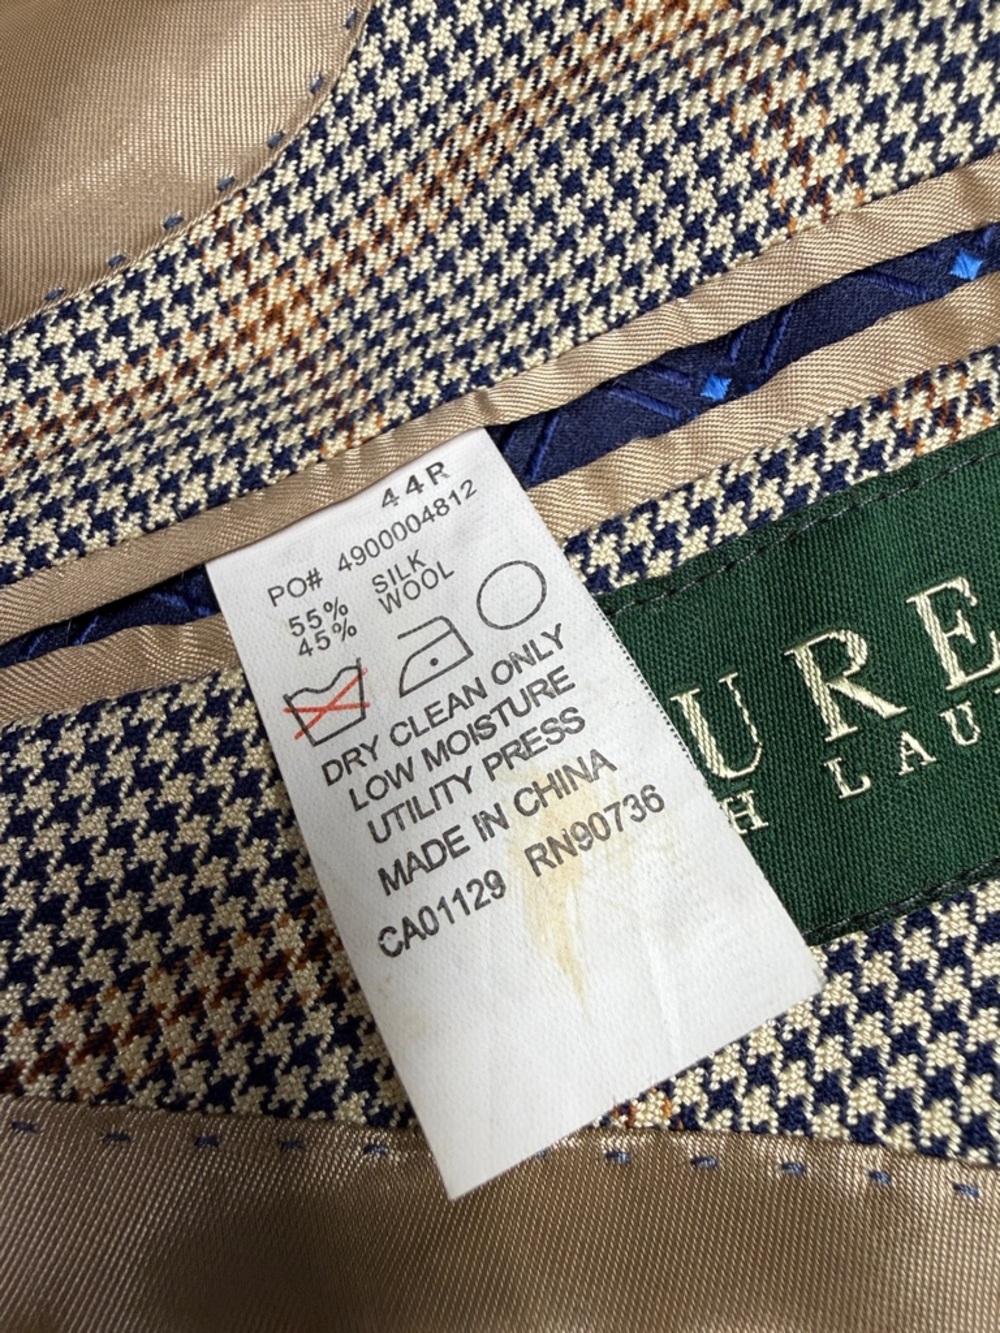 44R
PO# 4900004812
55% SILK
45% WOOL
DRY CLEAN ONLY
LOW MOISTURE
UTILITY PRESS
MADE IN CHINA
CA01129 RN90736
URE
H LAU